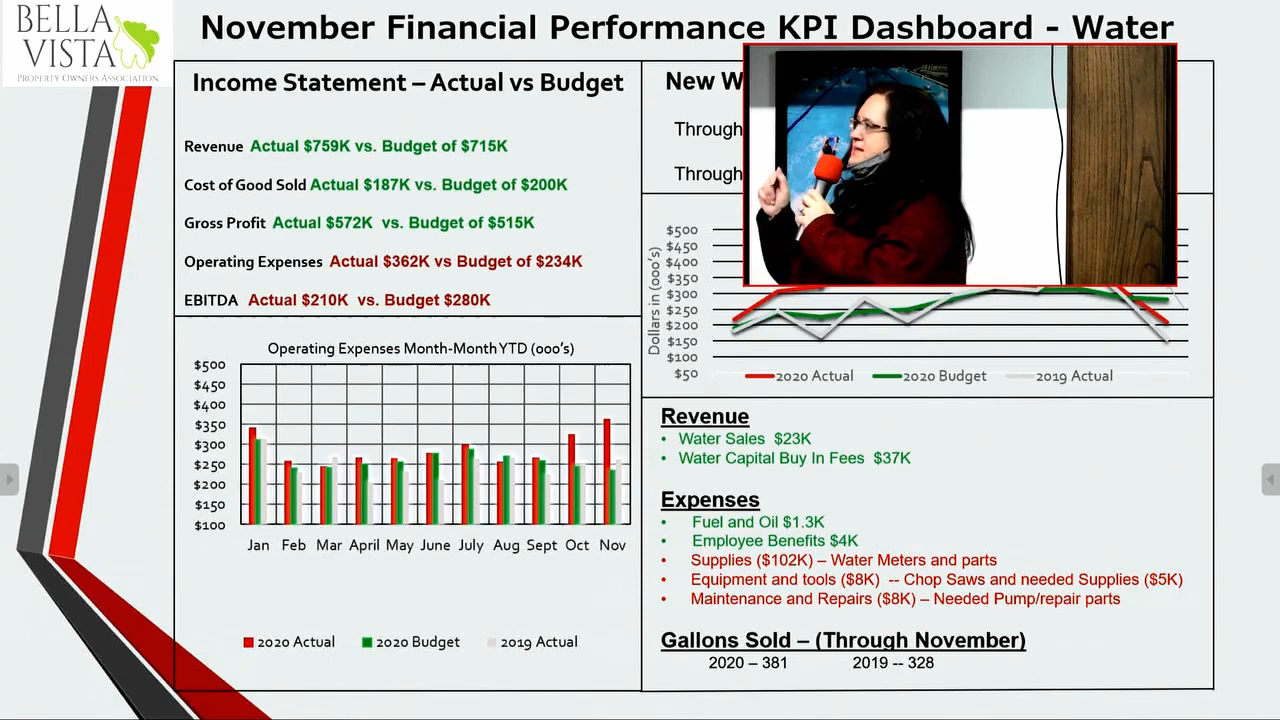 BELLA
VISTA
PROPERTY OWNERS ASSOCIATION
November Financial Performance KPI Dashboard - Water
Income Statement – Actual vs Budget
Revenue Actual $759K vs. Budget of $715K
Cost of Good Sold Actual $187K vs. Budget of $200K
Gross Profit Actual $572K vs. Budget of $515K
Operating Expenses Actual $362K vs Budget of $234K
EBITDA Actual $210K vs. Budget $280K
Operating Expenses Month-Month YTD (000's)
$500
$450
$400
$350
$300
$250
$200
$150
$100
Jan Feb Mar April May June July Aug Sept Oct Nov
2020 Actual 2020 Budget 2019 Actual
New W
Through
Through
Dollars in (000's)
$500
$450
$400
$350
$300
$250
$200
$150
$100
$50
2020 Actual 2020 Budget 2019 Actual
Revenue
• Water Sales $23K
• Water Capital Buy In Fees $37K
Expenses
• Fuel and Oil $1.3K
• Employee Benefits $4K
• Supplies ($102K) – Water Meters and parts
• Equipment and tools ($8K) -- Chop Saws and needed Supplies ($5K)
• Maintenance and Repairs ($8K) – Needed Pump/repair parts
Gallons Sold – (Through November)
2020 – 381 2019 -- 328